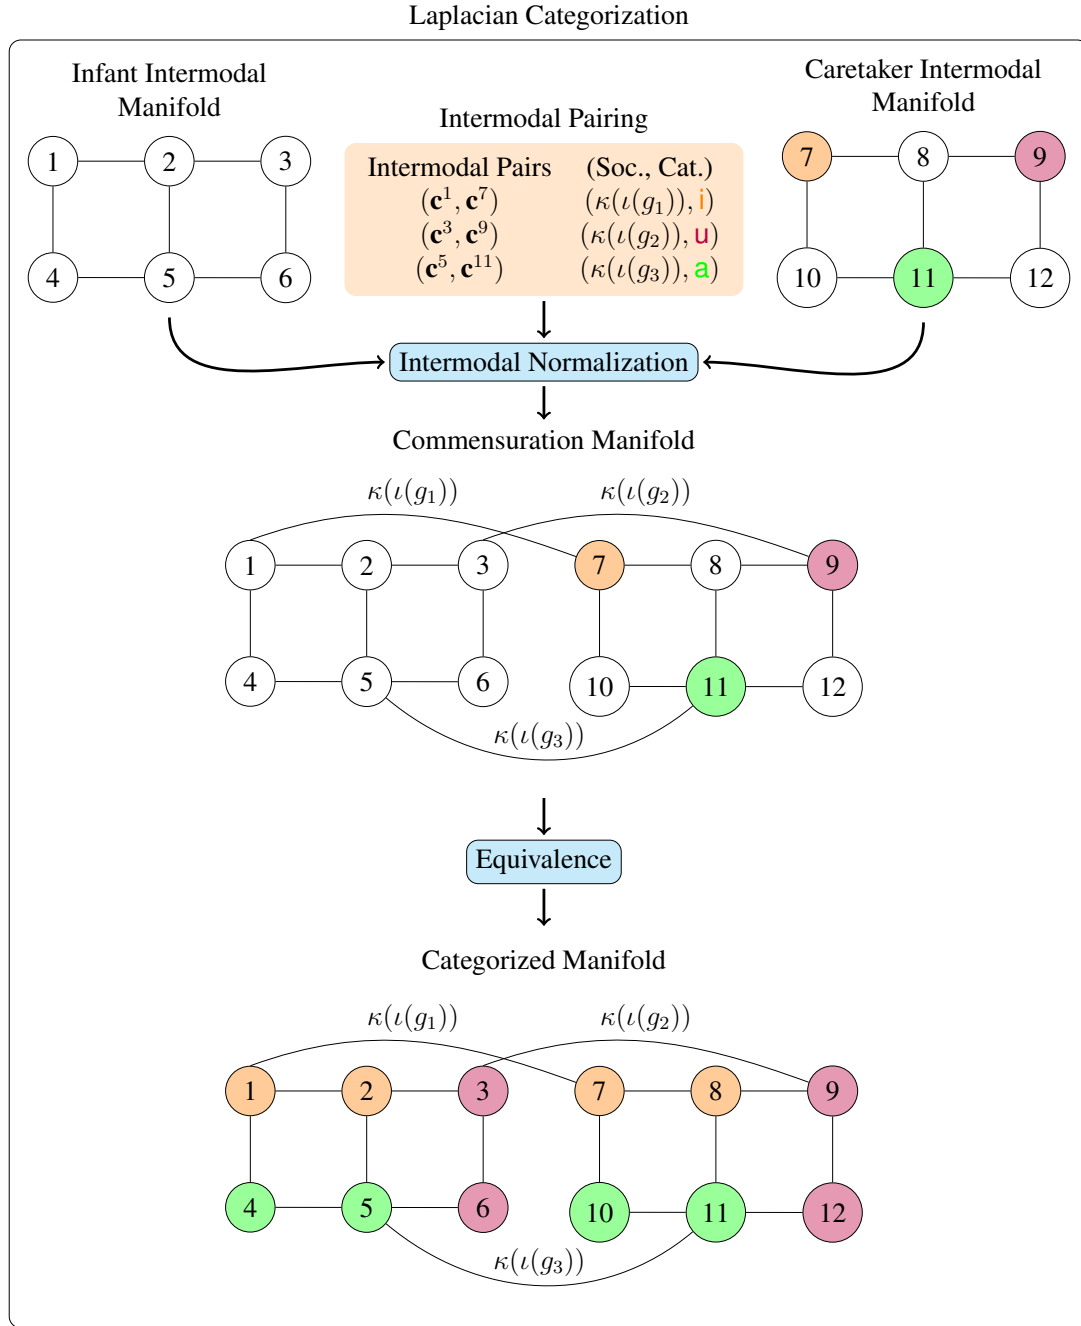 Laplacian Categorization
Infant Intermodal
Manifold
1 2 3
4 5 6
Intermodal Pairing
Intermodal Pairs (Soc., Cat.)
(c¹, c⁷) (κ(ι(g₁)), i)
(c³, c⁹) (κ(ι(g₂)), u)
(c⁵, c¹¹) (κ(ι(g₃)), a)
Caretaker Intermodal
Manifold
7 8 9
10 11 12
Intermodal Normalization
Commensuration Manifold
κ(ι(g₁)) κ(ι(g₂))
1 2 3 7 8 9
4 5 6 10 11 12
κ(ι(g₃))
Equivalence
Categorized Manifold
κ(ι(g₁)) κ(ι(g₂))
1 2 3 7 8 9
4 5 6 10 11 12
κ(ι(g₃))